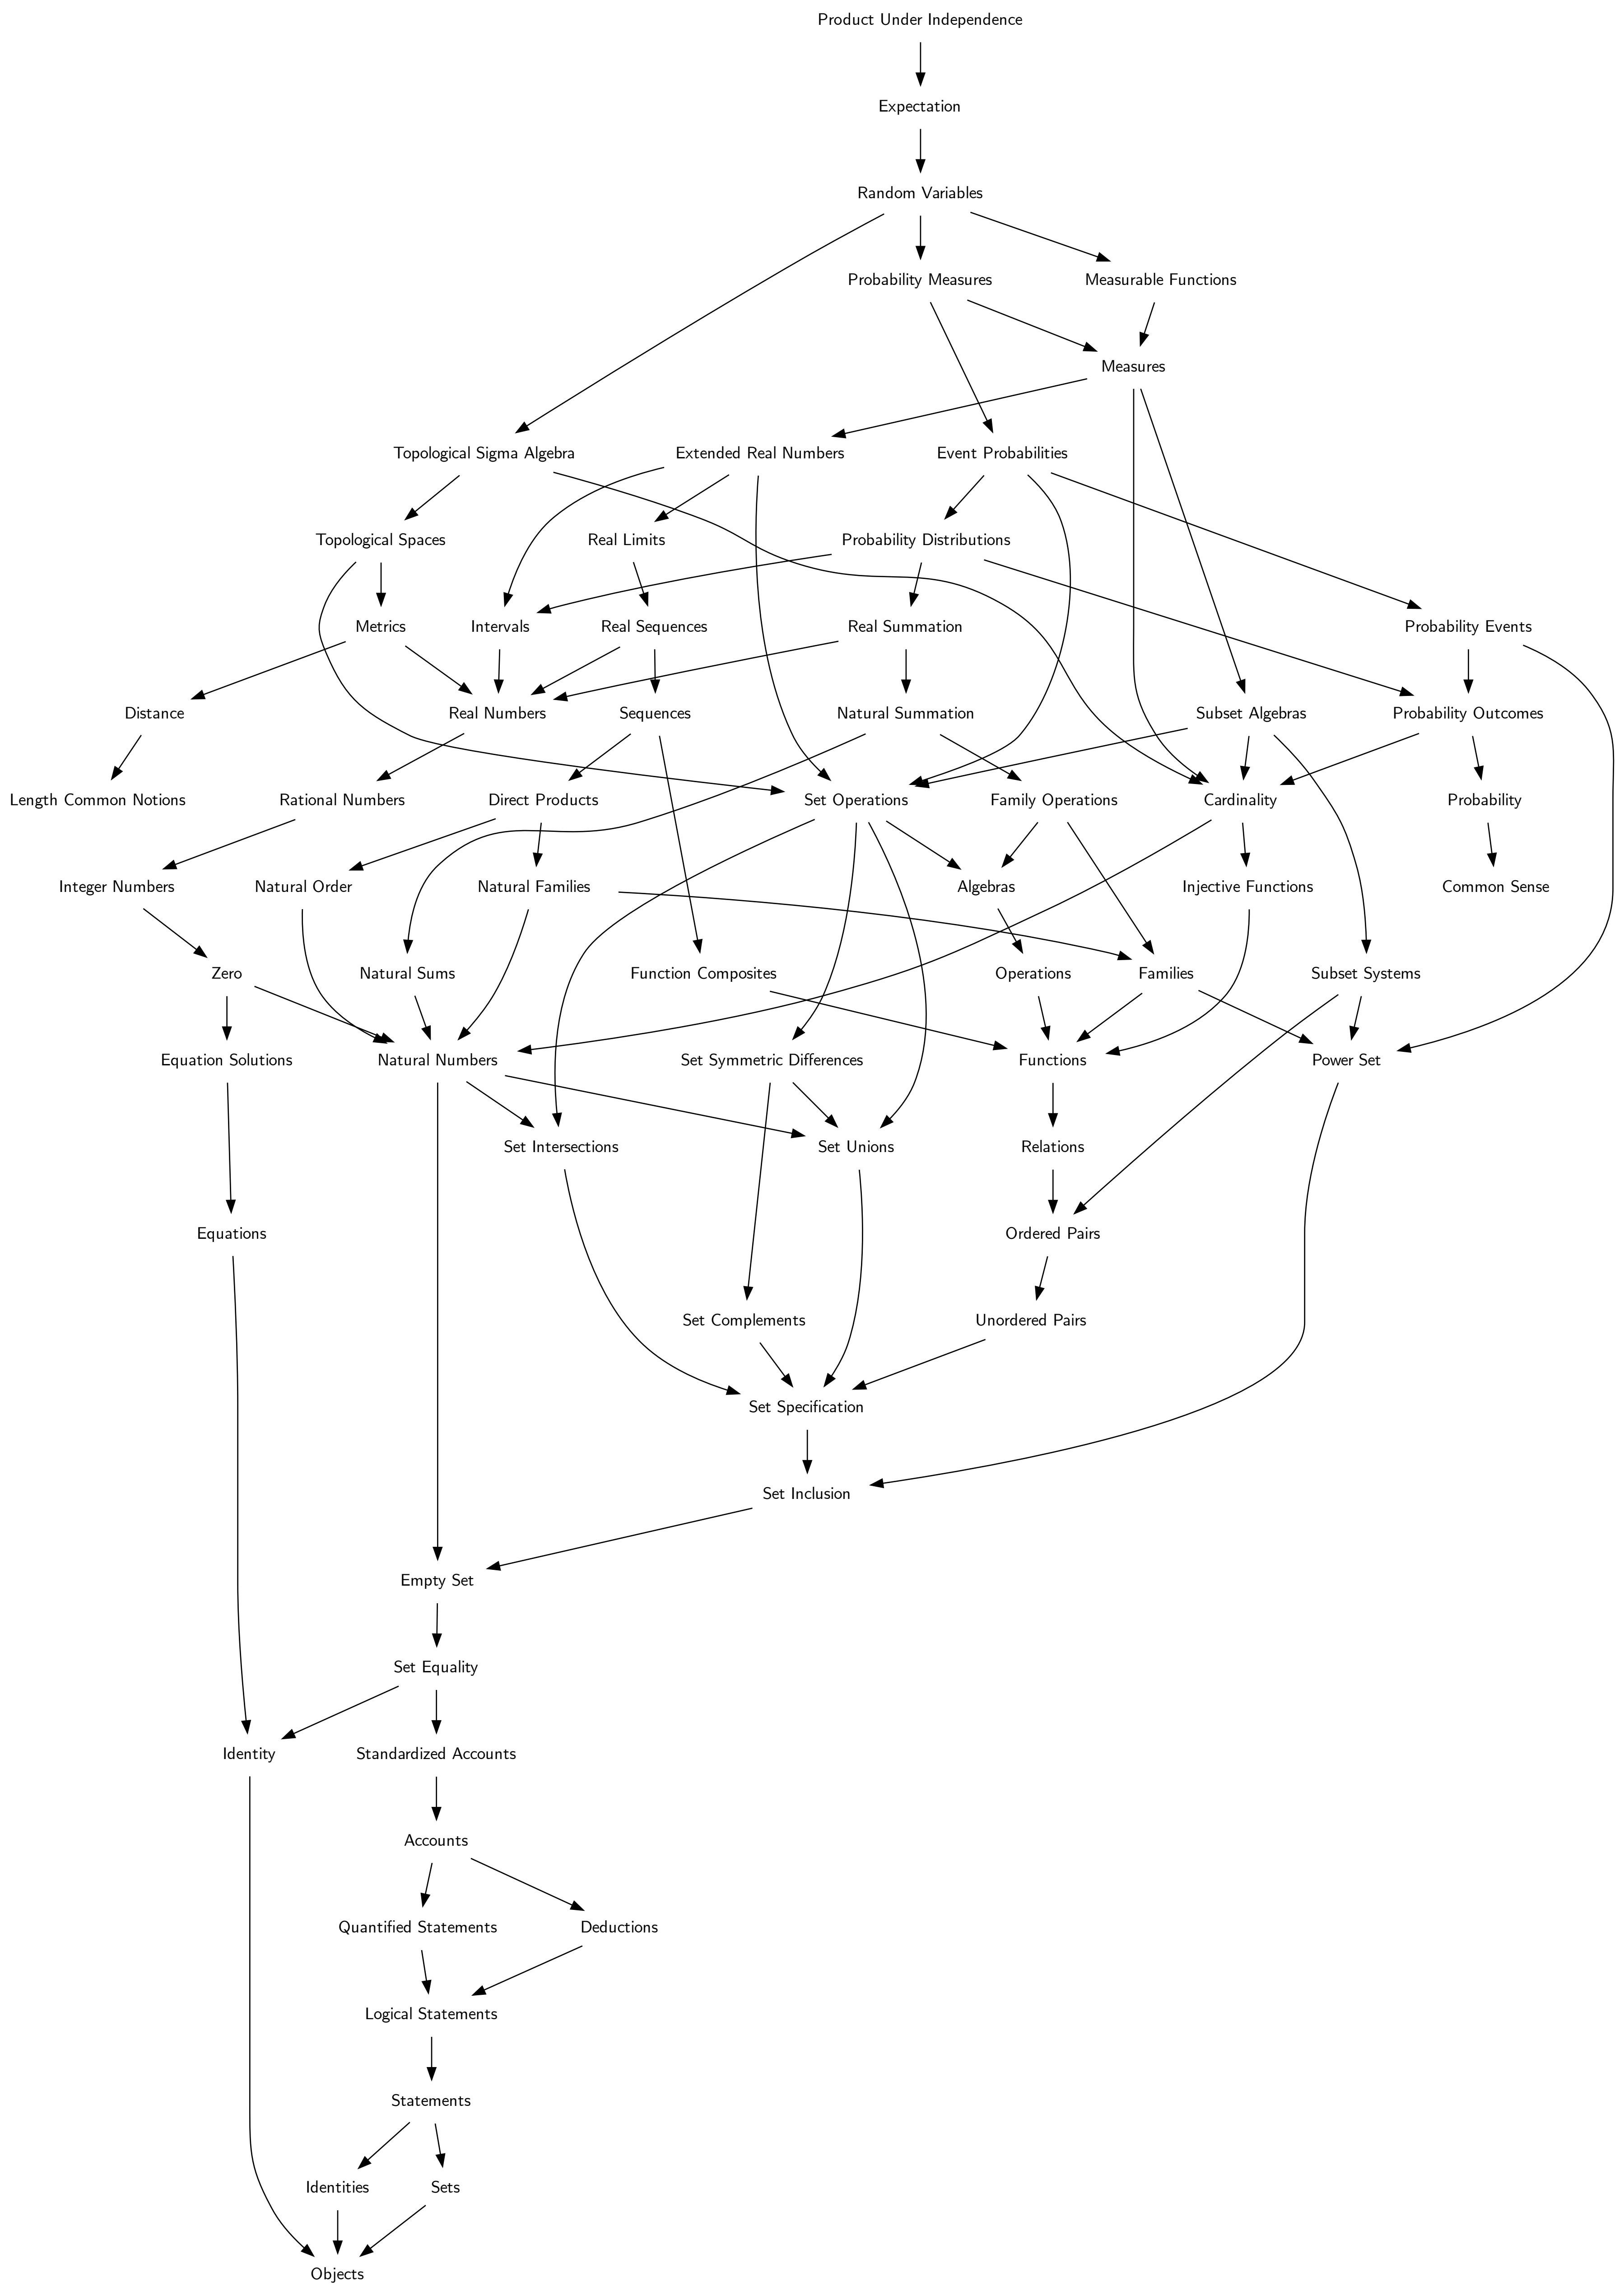 Product Under Independence
Expectation
Random Variables
Probability Measures
Measurable Functions
Measures
Topological Sigma Algebra
Extended Real Numbers
Event Probabilities
Topological Spaces
Real Limits
Probability Distributions
Metrics
Intervals
Real Sequences
Real Summation
Probability Events
Distance
Real Numbers
Sequences
Natural Summation
Subset Algebras
Probability Outcomes
Length Common Notions
Rational Numbers
Direct Products
Set Operations
Family Operations
Cardinality
Probability
Integer Numbers
Natural Order
Natural Families
Algebras
Injective Functions
Common Sense
Zero
Natural Sums
Function Composites
Operations
Families
Subset Systems
Equation Solutions
Natural Numbers
Set Symmetric Differences
Functions
Power Set
Set Intersections
Set Unions
Relations
Equations
Ordered Pairs
Set Complements
Unordered Pairs
Set Specification
Set Inclusion
Empty Set
Set Equality
Identity
Standardized Accounts
Accounts
Quantified Statements
Deductions
Logical Statements
Statements
Identities
Sets
Objects